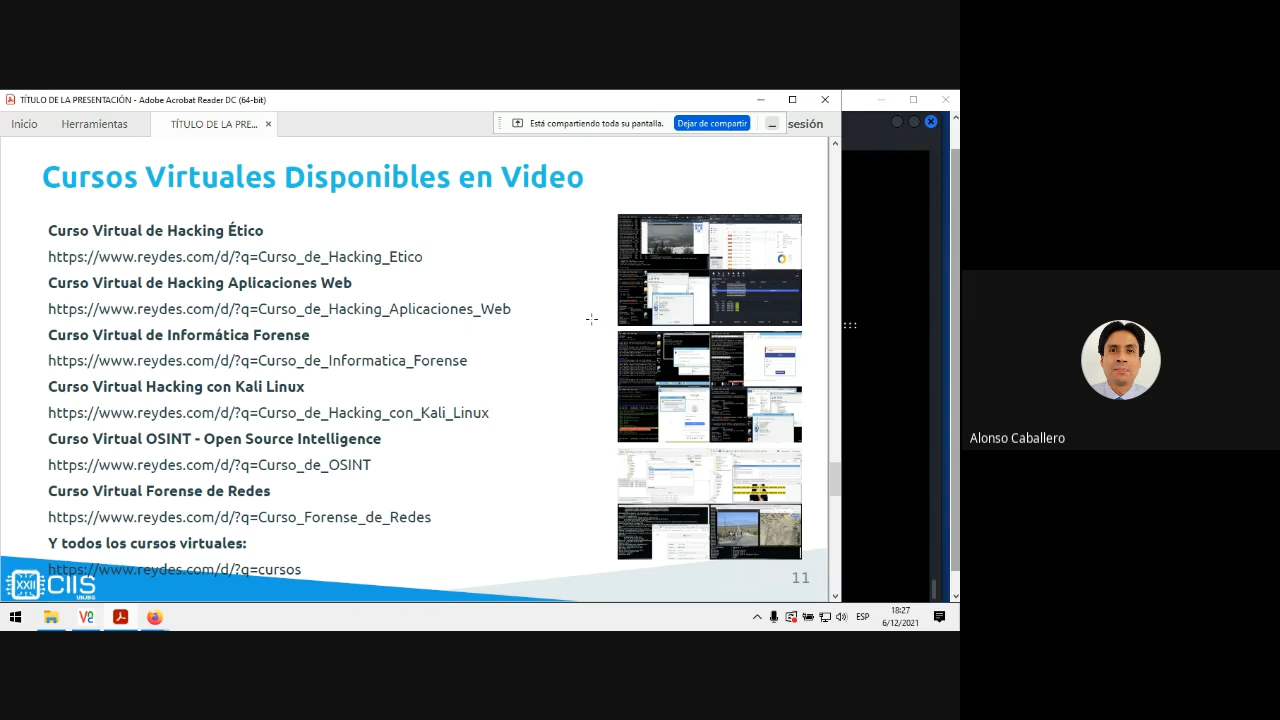 TÍTULO DE LA PRESENTACIÓN - Adobe Acrobat Reader DC (64-bit)
Inicio
Herramientas
TÍTULO DE LA PRE...
Está compartiendo toda su pantalla.
Dejar de compartir
sesión
Cursos Virtuales Disponibles en Video
Curso Virtual de Hacking Ético
https://www.reydes.com/d/?q=Curso_de_Hacking_Etico
Curso Virtual de Hacking Aplicaciones Web
https://www.reydes.com/d/?q=Curso_de_Hacking_Aplicaciones_Web
Curso Virtual de Informática Forense
https://www.reydes.com/d/?q=Curso_de_Informatica_Forense
Curso Virtual Hacking con Kali Linux
https://www.reydes.com/d/?q=Curso_de_Hacking_con_Kali_Linux
Curso Virtual OSINT - Open Source Intelligence
https://www.reydes.com/d/?q=Curso_de_OSINT
Curso Virtual Forense de Redes
https://www.reydes.com/d/?q=Curso_Forense_de_Redes
Y todos los cursos virtuales:
https://www.reydes.com/d/?q=cursos
XXII CIIS
UNJBG
11
Alonso Caballero
ESP
18:27
6/12/2021